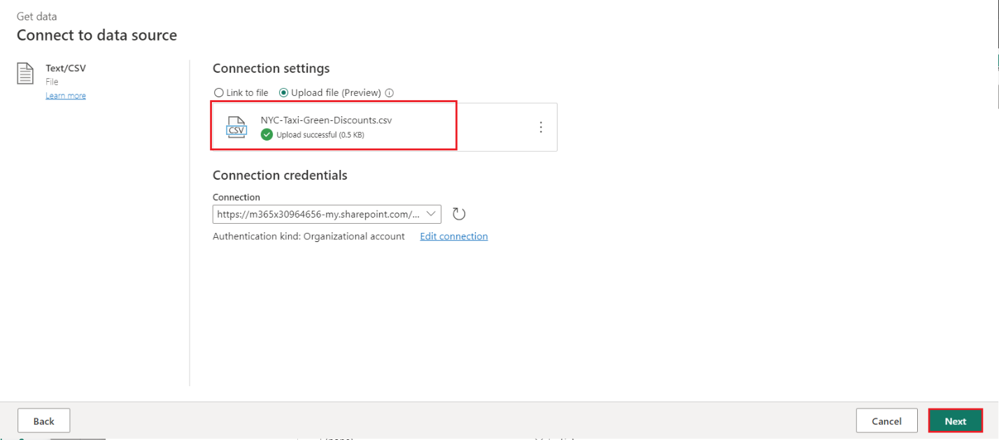 Get data
Connect to data source
Text/CSV
File
Learn more
Connection settings
Link to file Upload file (Preview)
CSV
NYC-Taxi-Green-Discounts.csv
Upload successful (0.5 KB)
Connection credentials
Connection
https://m365x30964656-my.sharepoint.com/...
Authentication kind: Organizational account Edit connection
Back Cancel Next